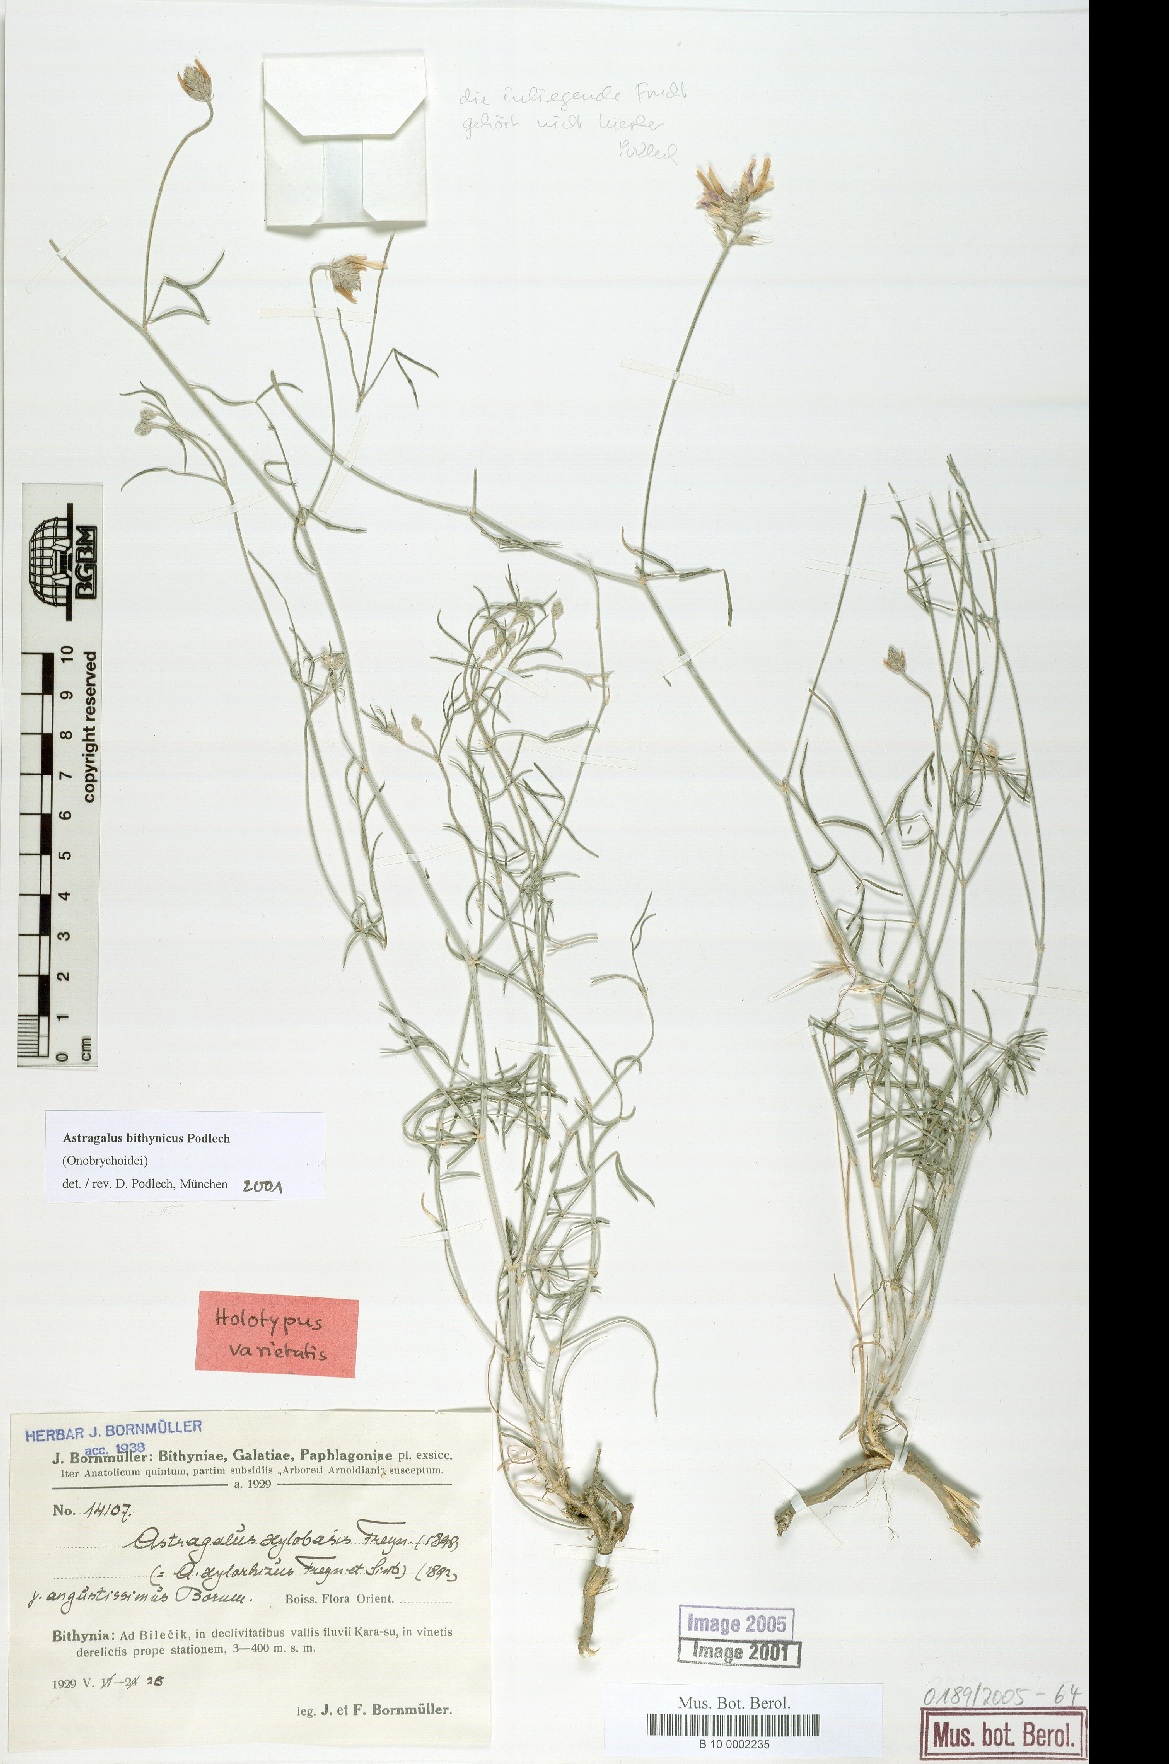 die inliegende Frucht
gehört nicht hierher
Podlech
BGBM
0 1 2 3 4 5 6 7 8 9 10
cm
copyright reserved
Astragalus bithynicus Podlech
(Onobrychoidei)
det. / rev. D. Podlech, München 2001
Holotypus
varietatis
HERBAR J. BORNMÜLLER
acc. 1938
J. Bornmüller: Bithyniae, Galatiae, Paphlagoniae pl. exsicc.
Iter Anatolicum quintum, partim subsidiis „Arboreti Arnoldiani„ susceptum.
a. 1929
No. 14107.
Astragalus xylobasis Freyn (1898)
(= A. xylorhizus Freyn et Sint) (1892)
γ. angustissimus Bornm. Boiss. Flora Orient.
Bithynia: Ad Bilečik, in declivitatibus vallis fluvii Kara-su, in vinetis
derelictis prope stationem, 3—400 m. s. m.
1929 V. 28
leg. J. et F. Bornmüller.
Image 2005
Image 2001
Mus. Bot. Berol.
B 10 0002235
0189/2005 - 64
Mus. bot. Berol.